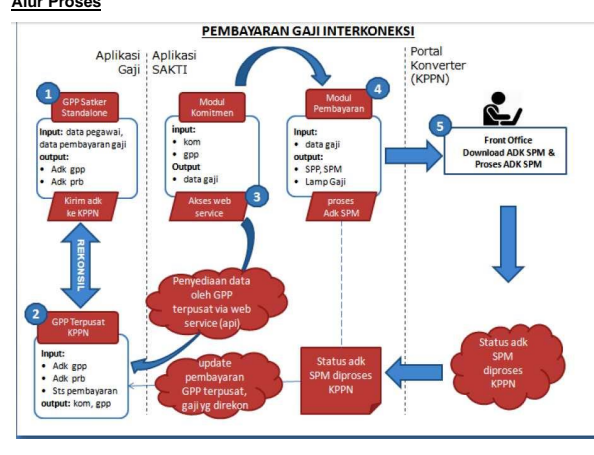 Alur Proses
PEMBAYARAN GAJI INTERKONEKSI
Aplikasi
Gaji
Aplikasi
SAKTI
Portal
Konverter
(KPPN)
1
GPP Satker
Standalone
Input: data pegawai,
data pembayaran gaji
output:
• Adk gpp
• Adk prb
Kirim adk
ke KPPN
REKONSIL
2
GPP Terpusat
KPPN
Input:
• Adk gpp
• Adk prb
• Sts pembayaran
output: kom, gpp
Modul
Komitmen
input:
• kom
• gpp
Output
• data gaji
Akses web
service
3
Penyediaan data
oleh GPP
terpusat via web
service (api)
update
pembayaran
GPP terpusat,
gaji yg direkon
4
Modul
Pembayaran
Input:
• data gaji
output:
• SPP, SPM
• Lamp Gaji
proses
Adk SPM
Status adk
SPM diproses
KPPN
5
Front Office
Download ADK SPM &
Proses ADK SPM
Status adk
SPM
diproses
KPPN